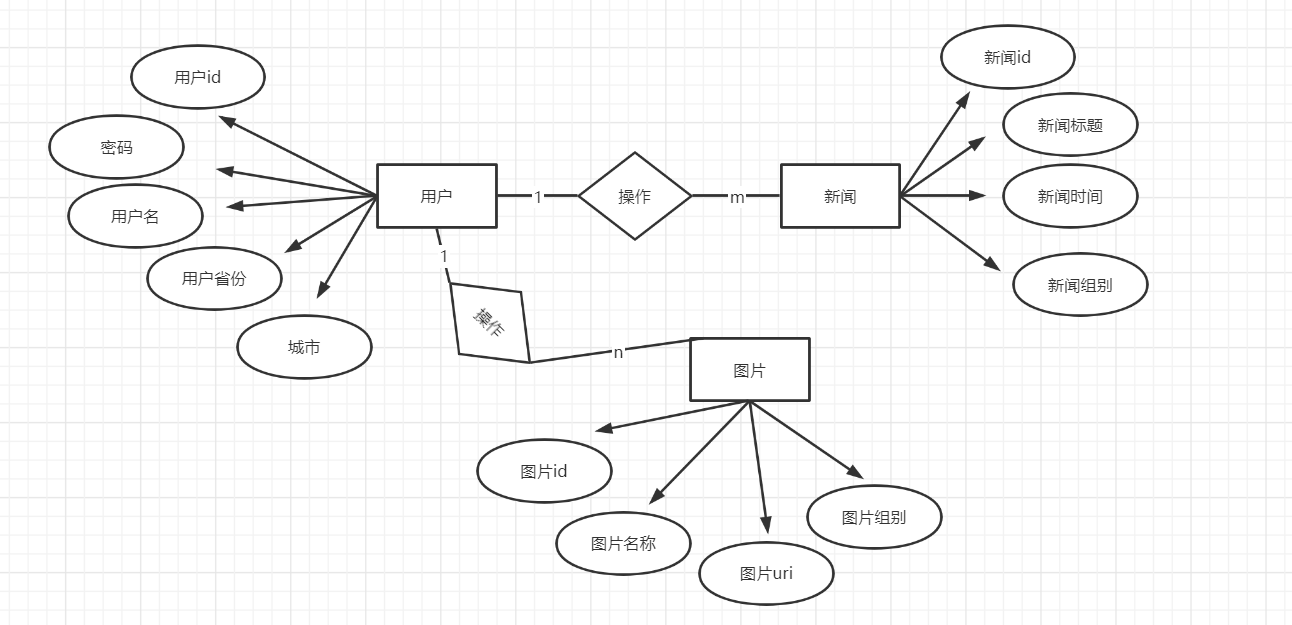 新闻id
用户id
新闻标题
密码
用户
1
操作
m
新闻
新闻时间
用户名
1
用户省份
新闻组别
操作
城市
n
图片
图片id
图片组别
图片名称
图片uri